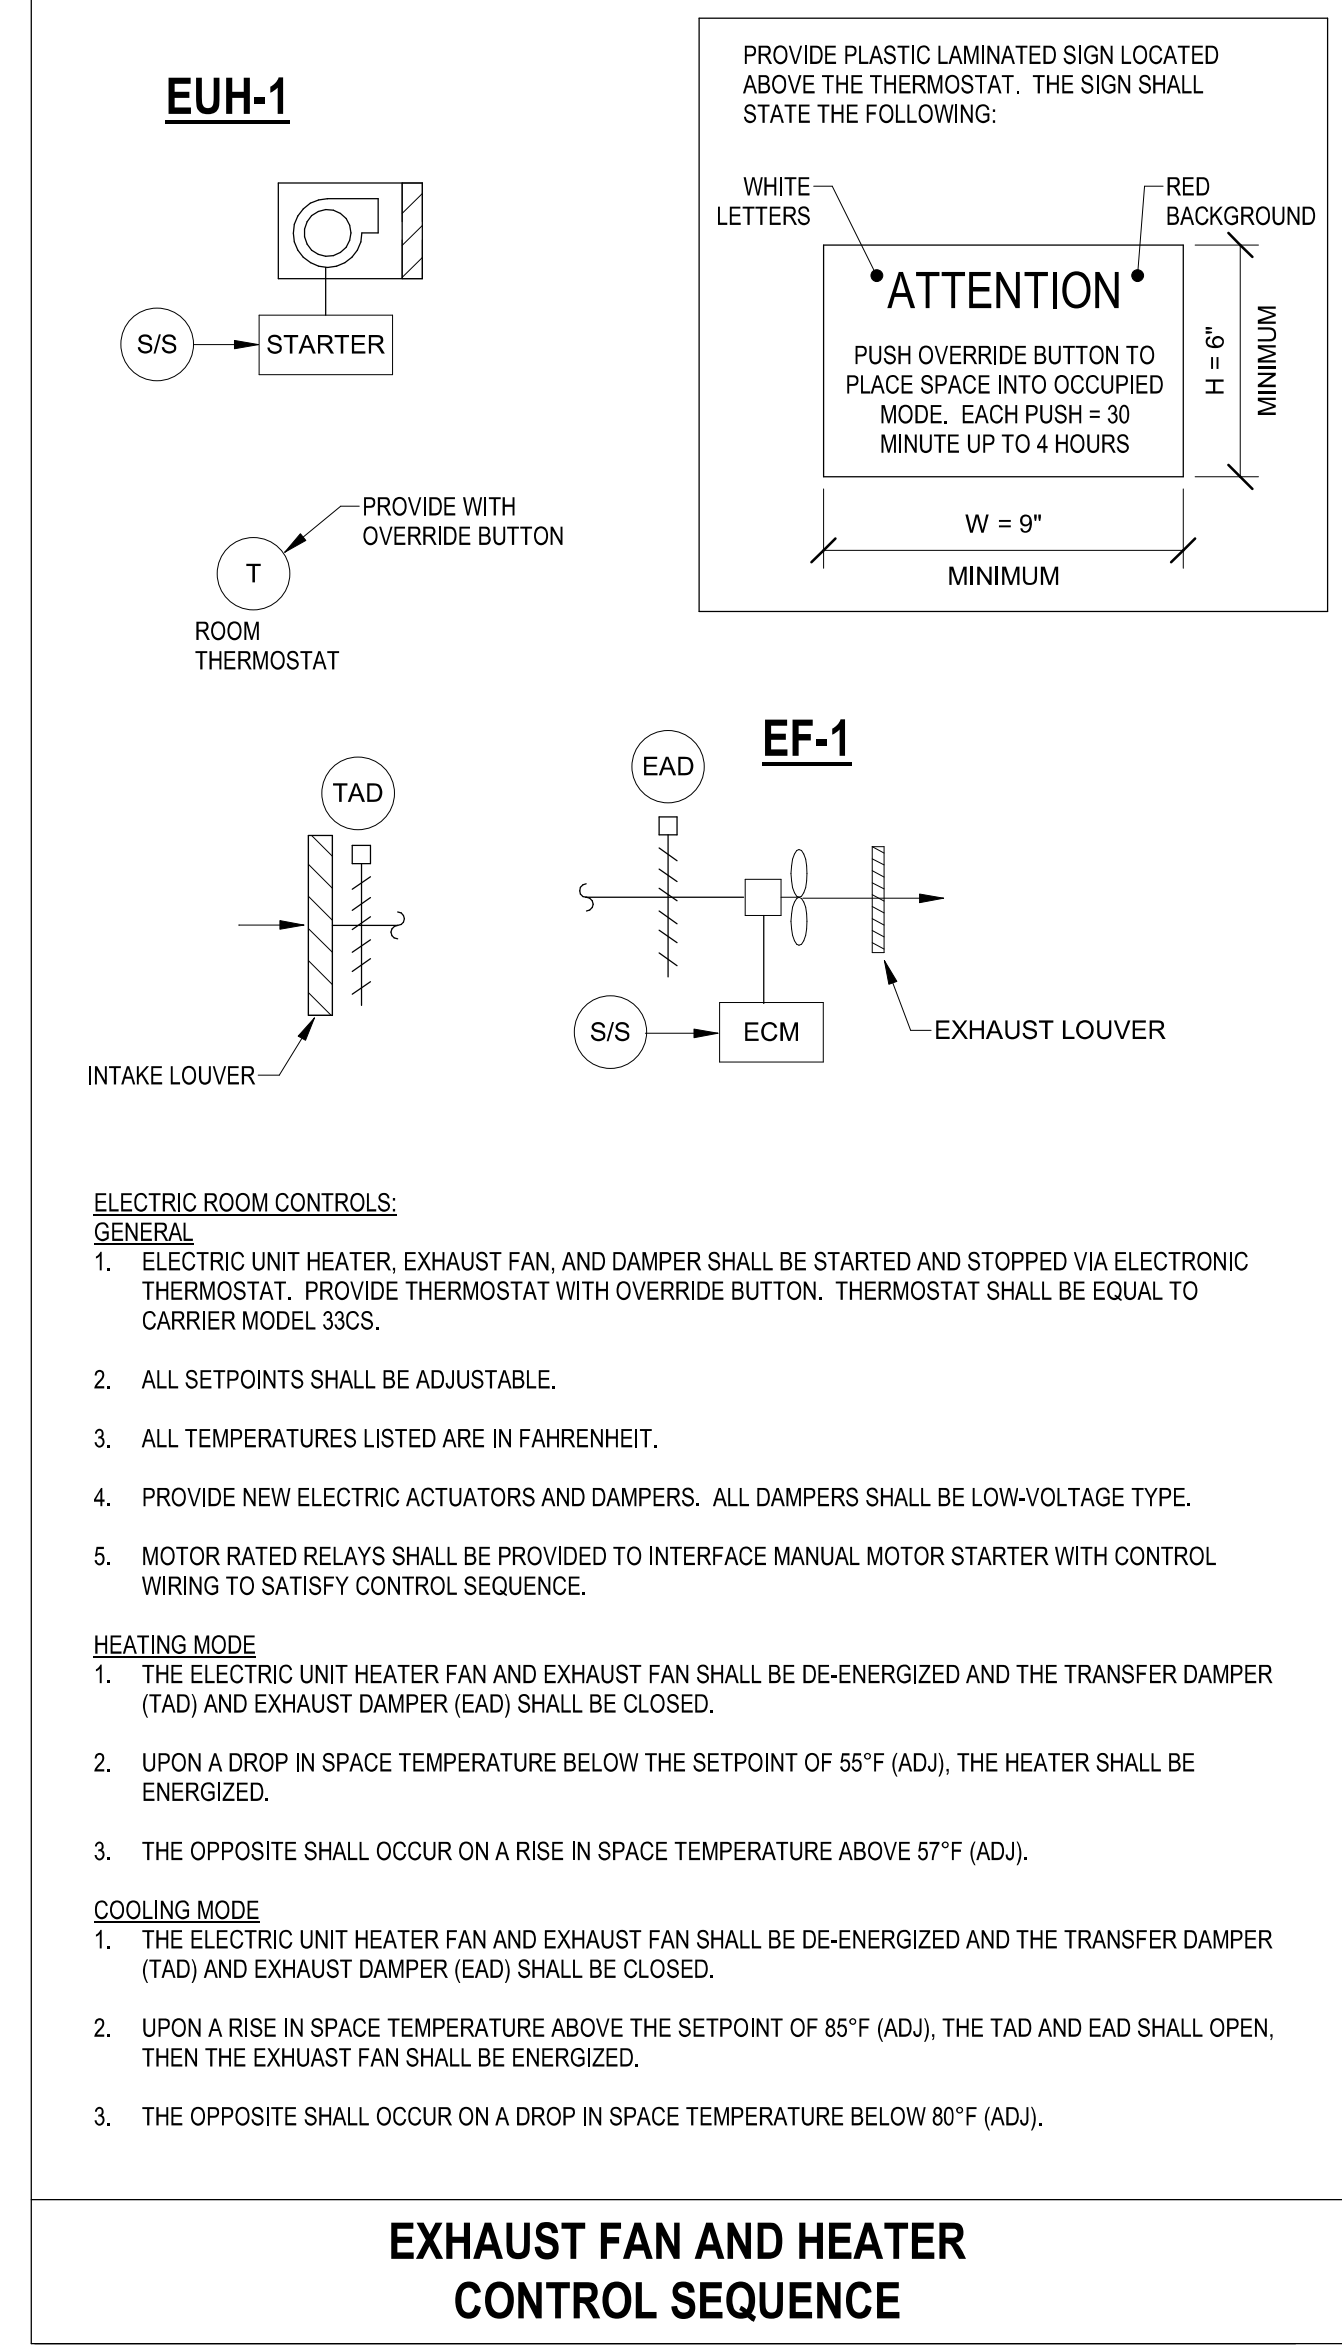 EUH-1
S/S
STARTER
PROVIDE WITH
OVERRIDE BUTTON
T
ROOM
THERMOSTAT
PROVIDE PLASTIC LAMINATED SIGN LOCATED
ABOVE THE THERMOSTAT. THE SIGN SHALL
STATE THE FOLLOWING:
WHITE
LETTERS
RED
BACKGROUND
ATTENTION
PUSH OVERRIDE BUTTON TO
PLACE SPACE INTO OCCUPIED
MODE. EACH PUSH = 30
MINUTE UP TO 4 HOURS
H = 6"
MINIMUM
W = 9"
MINIMUM
TAD
INTAKE LOUVER
EF-1
EAD
S/S
ECM
EXHAUST LOUVER
ELECTRIC ROOM CONTROLS:
GENERAL
1. ELECTRIC UNIT HEATER, EXHAUST FAN, AND DAMPER SHALL BE STARTED AND STOPPED VIA ELECTRONIC
THERMOSTAT. PROVIDE THERMOSTAT WITH OVERRIDE BUTTON. THERMOSTAT SHALL BE EQUAL TO
CARRIER MODEL 33CS.
2. ALL SETPOINTS SHALL BE ADJUSTABLE.
3. ALL TEMPERATURES LISTED ARE IN FAHRENHEIT.
4. PROVIDE NEW ELECTRIC ACTUATORS AND DAMPERS. ALL DAMPERS SHALL BE LOW-VOLTAGE TYPE.
5. MOTOR RATED RELAYS SHALL BE PROVIDED TO INTERFACE MANUAL MOTOR STARTER WITH CONTROL
WIRING TO SATISFY CONTROL SEQUENCE.
HEATING MODE
1. THE ELECTRIC UNIT HEATER FAN AND EXHAUST FAN SHALL BE DE-ENERGIZED AND THE TRANSFER DAMPER
(TAD) AND EXHAUST DAMPER (EAD) SHALL BE CLOSED.
2. UPON A DROP IN SPACE TEMPERATURE BELOW THE SETPOINT OF 55°F (ADJ), THE HEATER SHALL BE
ENERGIZED.
3. THE OPPOSITE SHALL OCCUR ON A RISE IN SPACE TEMPERATURE ABOVE 57°F (ADJ).
COOLING MODE
1. THE ELECTRIC UNIT HEATER FAN AND EXHAUST FAN SHALL BE DE-ENERGIZED AND THE TRANSFER DAMPER
(TAD) AND EXHAUST DAMPER (EAD) SHALL BE CLOSED.
2. UPON A RISE IN SPACE TEMPERATURE ABOVE THE SETPOINT OF 85°F (ADJ), THE TAD AND EAD SHALL OPEN,
THEN THE EXHUAST FAN SHALL BE ENERGIZED.
3. THE OPPOSITE SHALL OCCUR ON A DROP IN SPACE TEMPERATURE BELOW 80°F (ADJ).
EXHAUST FAN AND HEATER
CONTROL SEQUENCE